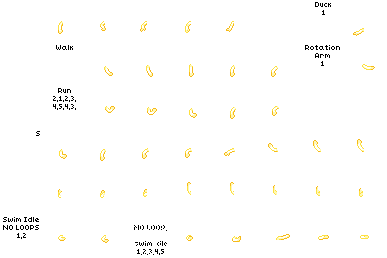 Duck
1
Walk
Rotation
Arm
1
Run
2,1,2,3,
4,5,4,3,
S
Swim Idle
NO LOOPS
1,2
NO LOOP,
swim idle
1,2,3,4,5